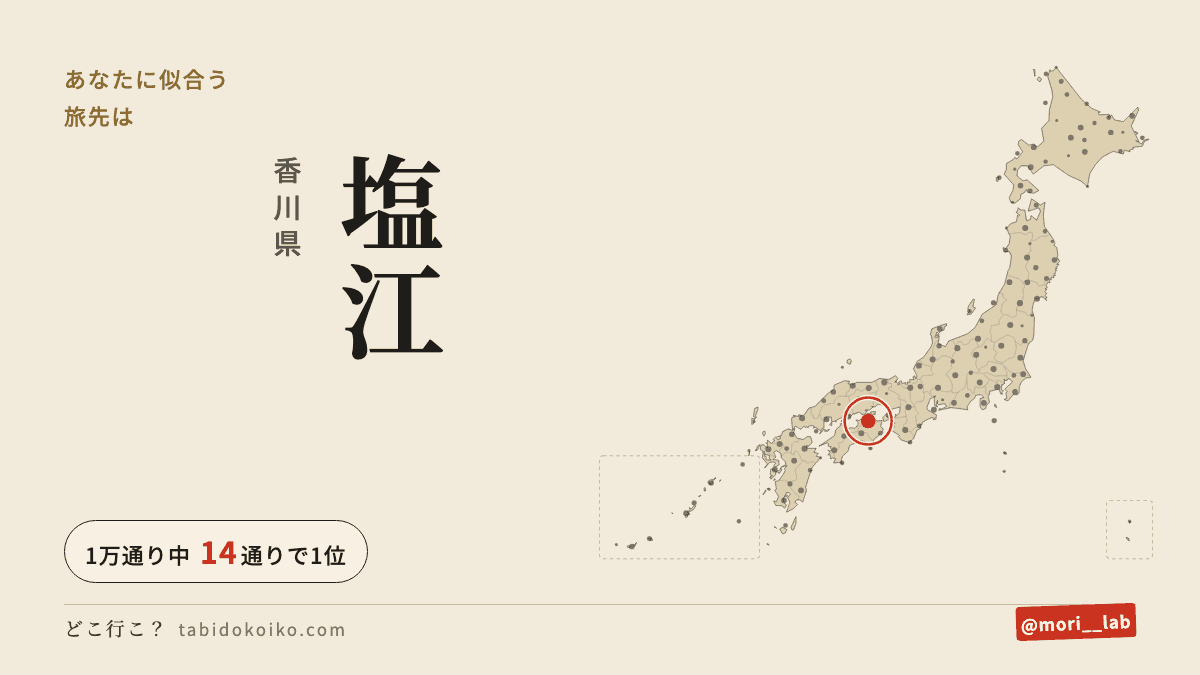 あなたに似合う
旅先は
塩江
香川県
1万通り中 14通りで1位
どこ行こ？ tabidokoiko.com
@mori__lab